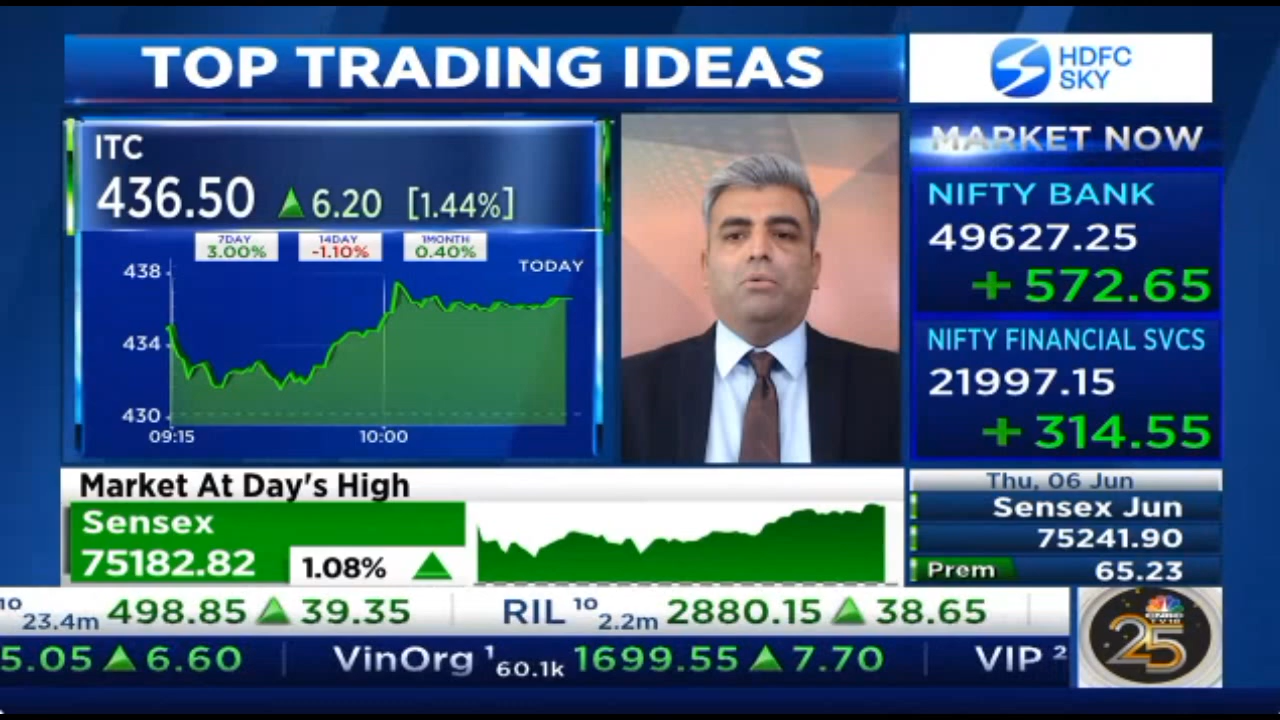 TOP TRADING IDEAS
HDFC
SKY
ITC
436.50 ▲ 6.20 [1.44%]
7DAY
3.00%
14DAY
-1.10%
1MONTH
0.40%
TODAY
438
434
430
09:15
10:00
MARKET NOW
NIFTY BANK
49627.25
+572.65
NIFTY FINANCIAL SVCS
21997.15
+314.55
Market At Day's High
Sensex
75182.82
1.08% ▲
Thu, 06 Jun
Sensex Jun
75241.90
Prem 65.23
10 23.4m 498.85 ▲ 39.35 RIL 10 2.2m 2880.15 ▲ 38.65
5.05 ▲ 6.60 VinOrg 1 60.1k 1699.55 ▲ 7.70 VIP 2
25